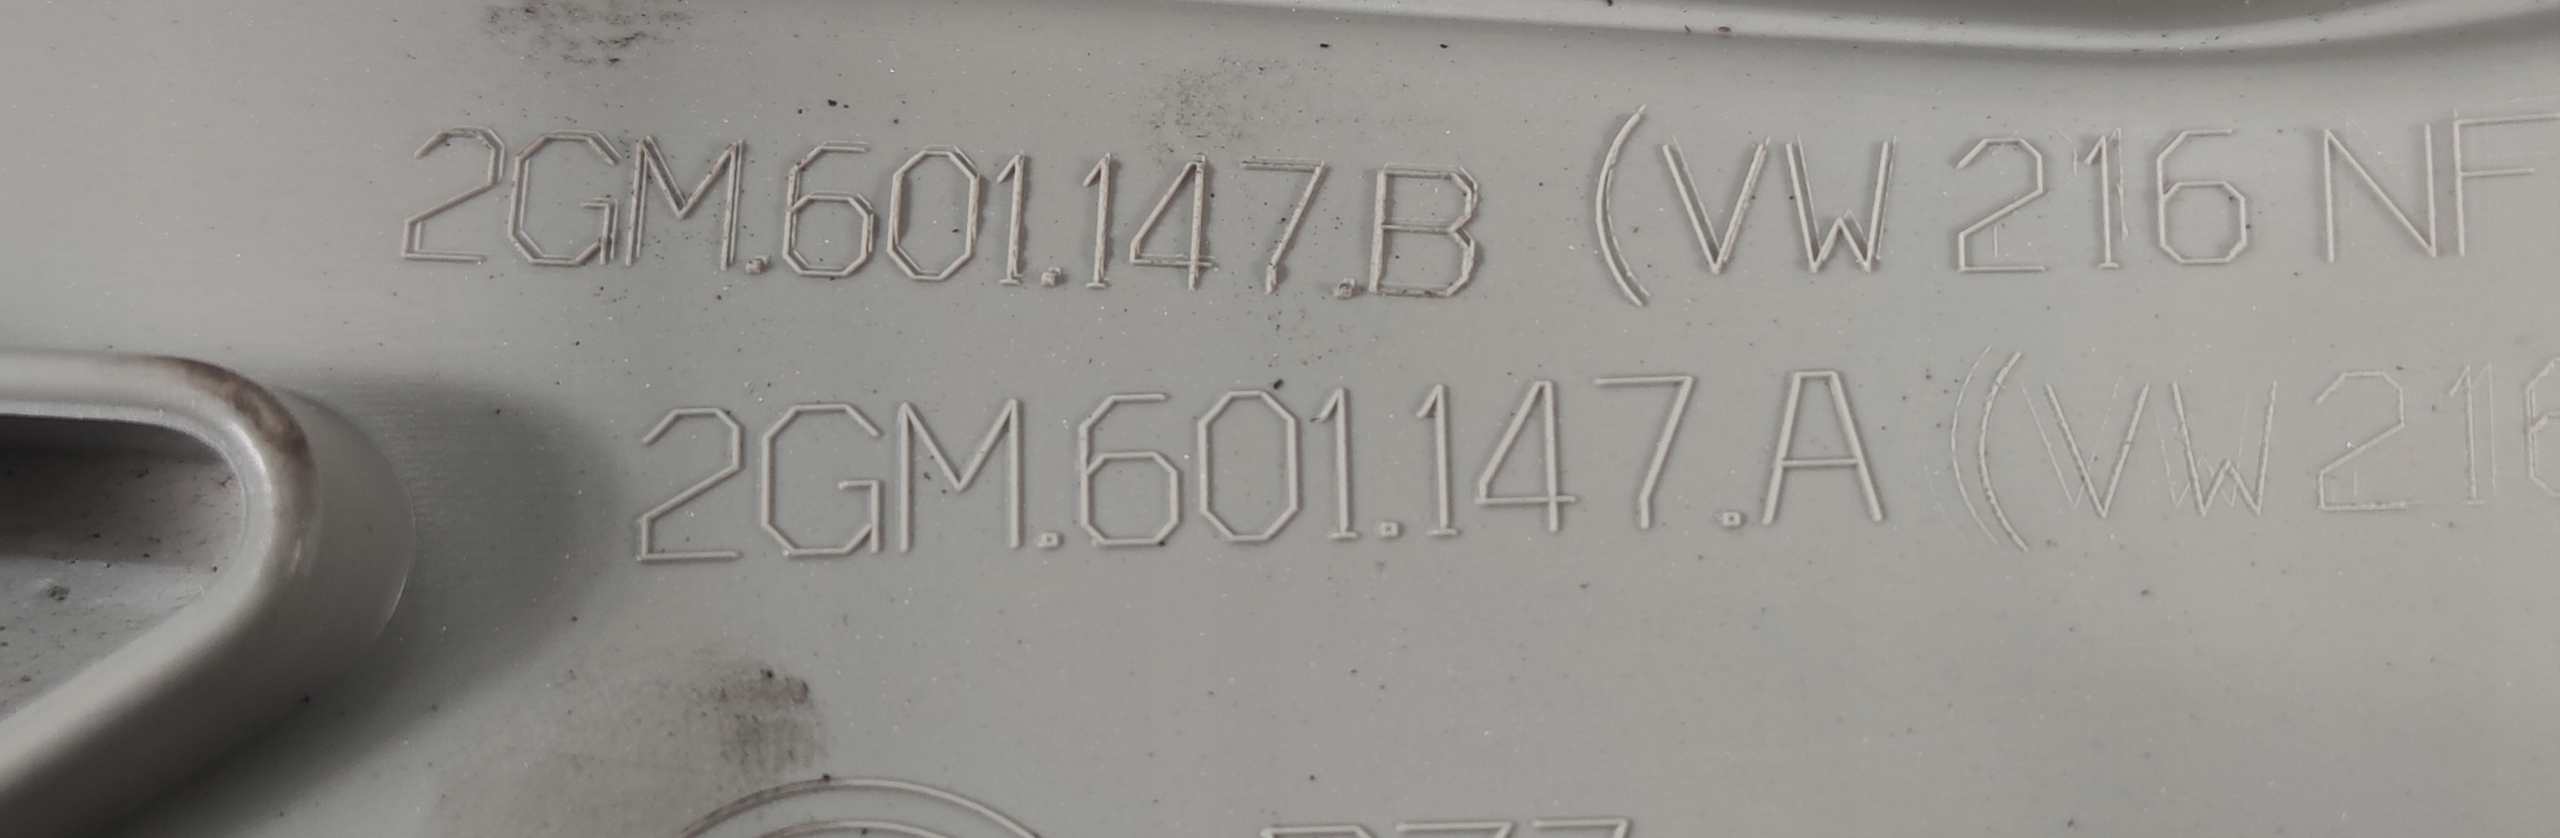 2GM.601.147.B (VW 216 NF
2GM.601.147.A (VW 216